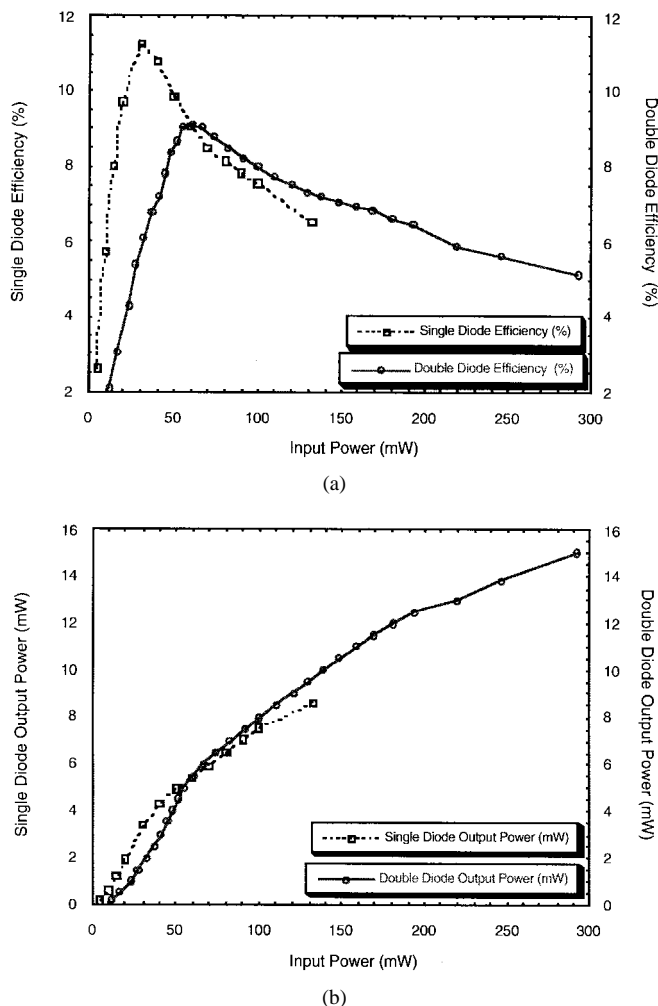 12
10
8
6
4
2
Single Diode Efficiency (%)
12
10
8
6
4
2
Double Diode Efficiency (%)
Single Diode Efficiency (%)
Double Diode Efficiency (%)
0 50 100 150 200 250 300
Input Power (mW)
(a)
16
14
12
10
8
6
4
2
0
Single Diode Output Power (mW)
16
14
12
10
8
6
4
2
0
Double Diode Output Power (mW)
Single Diode Output Power (mW)
Double Diode Output Power (mW)
0 50 100 150 200 250 300
Input Power (mW)
(b)